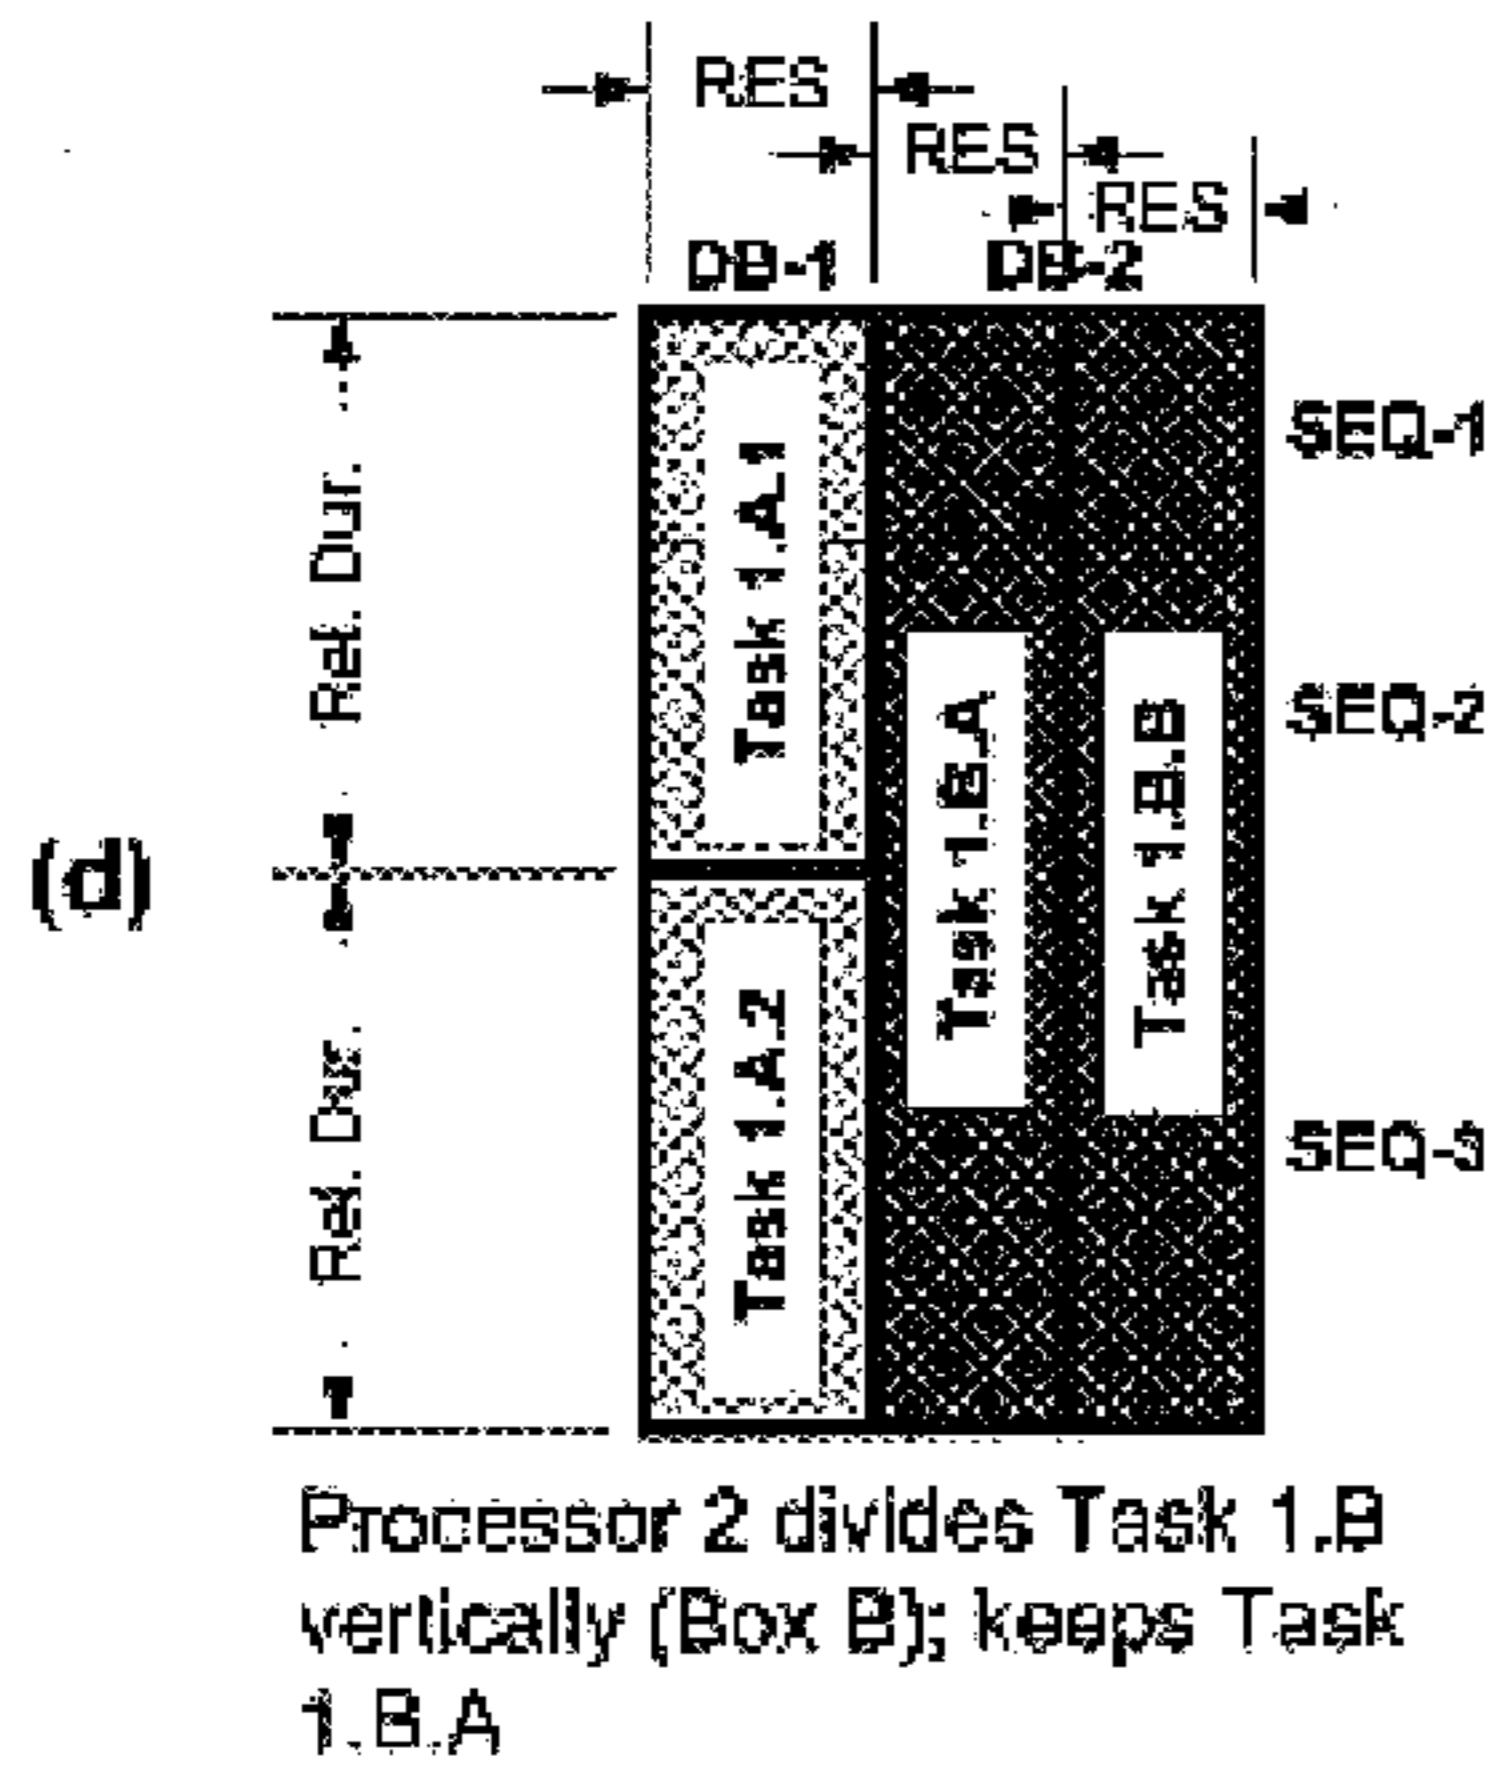 RES
RES
RES
DB-1
DB-2
SEQ-1
SEQ-2
SEQ-3
Rel. Dur.
Rel. Dur.
(d)
Task 1.A.1
Task 1.A.2
Task 1.B.A
Task 1.B.B
Processor 2 divides Task 1.B
vertically (Box B); keeps Task
1.B.A